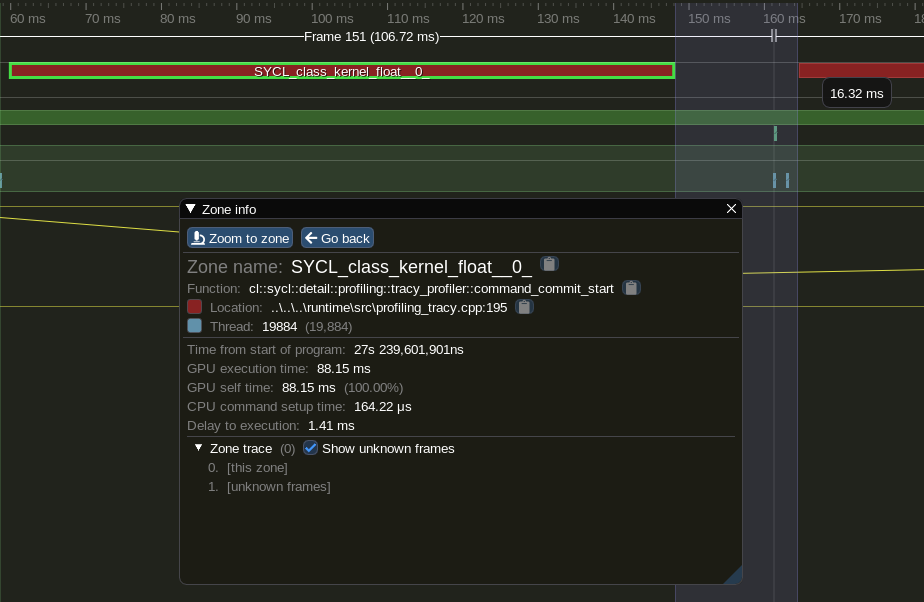 60 ms 70 ms 80 ms 90 ms 100 ms 110 ms 120 ms 130 ms 140 ms 150 ms 160 ms 170 ms
Frame 151 (106.72 ms)
SYCL_class_kernel_float__0_
16.32 ms
Zone info
Zoom to zone Go back
Zone name: SYCL_class_kernel_float__0_
Function: cl::sycl::detail::profiling::tracy_profiler::command_commit_start
Location: ..\..\..\runtime\src\profiling_tracy.cpp:195
Thread: 19884 (19,884)
Time from start of program: 27s 239,601,901ns
GPU execution time: 88.15 ms
GPU self time: 88.15 ms (100.00%)
CPU command setup time: 164.22 μs
Delay to execution: 1.41 ms
Zone trace (0) Show unknown frames
0. [this zone]
1. [unknown frames]